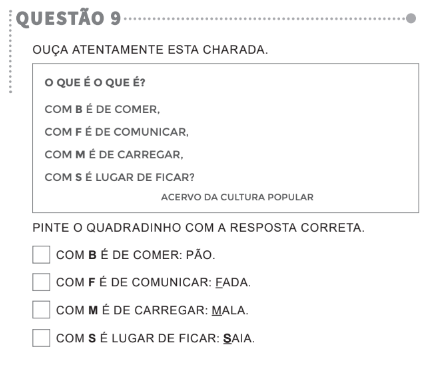 QUESTÃO 9
OUÇA ATENTAMENTE ESTA CHARADA.
O QUE É O QUE É?
COM B É DE COMER,
COM F É DE COMUNICAR,
COM M É DE CARREGAR,
COM S É LUGAR DE FICAR?
ACERVO DA CULTURA POPULAR
PINTE O QUADRADINHO COM A RESPOSTA CORRETA.
COM B É DE COMER: PÃO.
COM F É DE COMUNICAR: FADA.
COM M É DE CARREGAR: MALA.
COM S É LUGAR DE FICAR: SAIA.